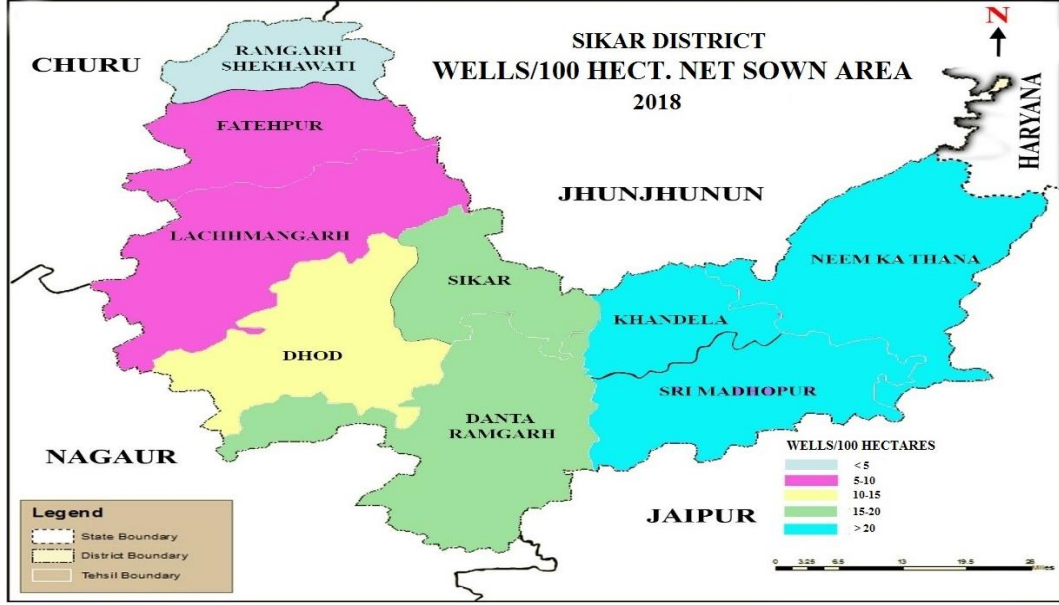 SIKAR DISTRICT
WELLS/100 HECT. NET SOWN AREA
2018
N
CHURU
RAMGARH
SHEKHAWATI
HARYANA
FATEHPUR
JHUNJHUNUN
LACHHMANGARH
NEEM KA THANA
SIKAR
KHANDELA
DHOD
SRI MADHOPUR
DANTA
RAMGARH
NAGAUR
JAIPUR
WELLS/100 HECTARES
< 5
5-10
10-15
15-20
> 20
Legend
State Boundary
District Boundary
Tehsil Boundary
0 3.25 6.5 13 19.5 26
Miles